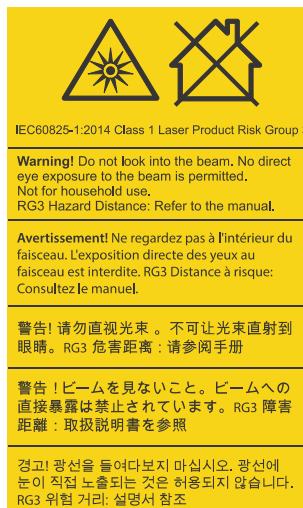 IEC60825-1:2014 Class 1 Laser Product Risk Group
Warning! Do not look into the beam. No direct
eye exposure to the beam is permitted.
Not for household use.
RG3 Hazard Distance: Refer to the manual.
Avertissement! Ne regardez pas à l'intérieur du
faisceau. L'exposition directe des yeux au
faisceau est interdite. RG3 Distance à risque:
Consultez le manuel.
警告! 请勿直视光束 。不可让光束直射到
眼睛。RG3 危害距离 : 请参阅手册
警告 ! ビームを見ないこと。ビームへの
直接暴露は禁止されています。RG3 障害
距離 : 取扱説明書を参照
경고! 광선을 들여다보지 마십시오. 광선에
눈이 직접 노출되는 것은 허용되지 않습니다.
RG3 위험 거리: 설명서 참조